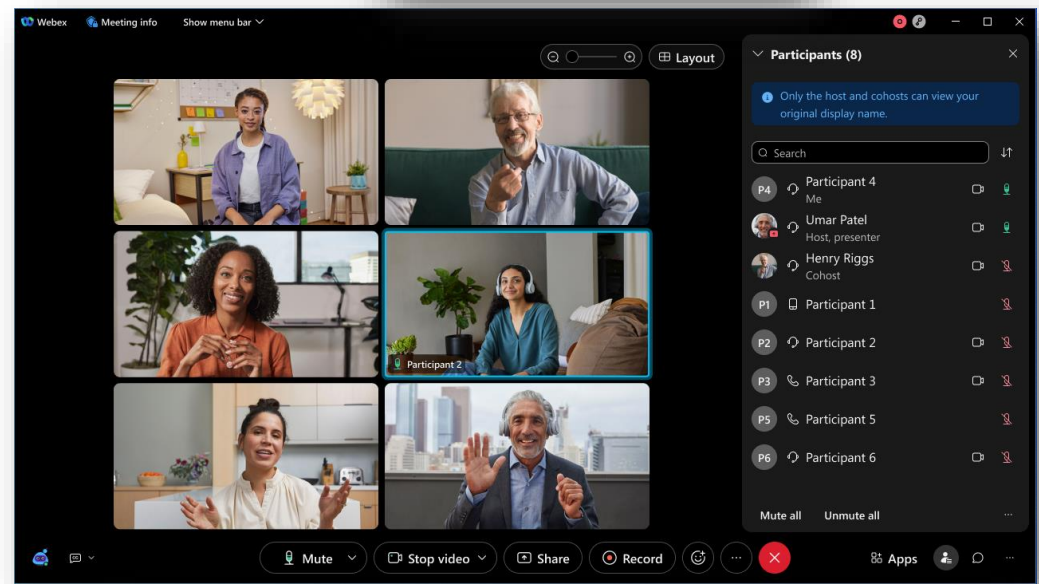 Webex
Meeting info
Show menu bar
Layout
Participant 2
Participants (8)
Only the host and cohosts can view your
original display name.
Search
P4 Participant 4
Me
Umar Patel
Host, presenter
Henry Riggs
Cohost
P1 Participant 1
P2 Participant 2
P3 Participant 3
P5 Participant 5
P6 Participant 6
Mute all Unmute all
Mute
Stop video
Share
Record
Apps